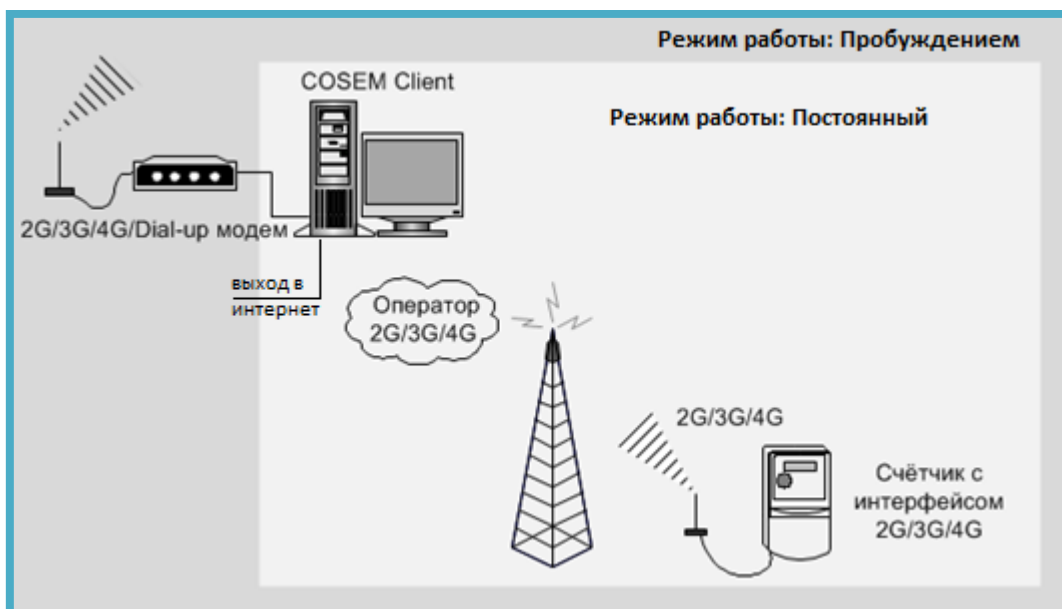 Режим работы: Пробуждением
COSEM Client
Режим работы: Постоянный
2G/3G/4G/Dial-up модем
выход в
интернет
Оператор
2G/3G/4G
2G/3G/4G
Счётчик с
интерфейсом
2G/3G/4G